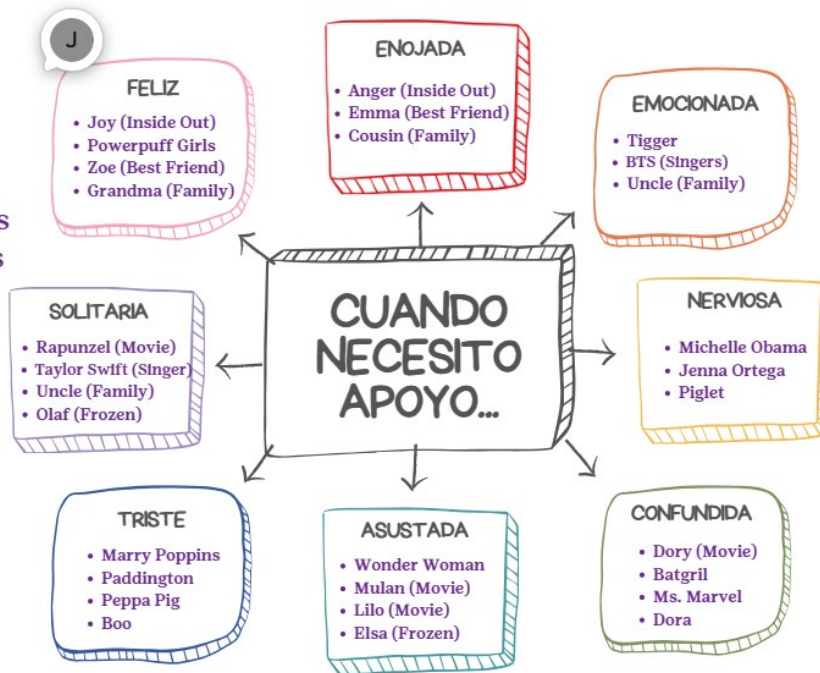 J
FELIZ
• Joy (Inside Out)
• Powerpuff Girls
• Zoe (Best Friend)
• Grandma (Family)
ENOJADA
• Anger (Inside Out)
• Emma (Best Friend)
• Cousin (Family)
EMOCIONADA
• Tigger
• BTS (Singers)
• Uncle (Family)
SOLITARIA
• Rapunzel (Movie)
• Taylor Swift (Singer)
• Uncle (Family)
• Olaf (Frozen)
CUANDO
NECESITO
APOYO...
NERVIOSA
• Michelle Obama
• Jenna Ortega
• Piglet
TRISTE
• Marry Poppins
• Paddington
• Peppa Pig
• Boo
ASUSTADA
• Wonder Woman
• Mulan (Movie)
• Lilo (Movie)
• Elsa (Frozen)
CONFUNDIDA
• Dory (Movie)
• Batgril
• Ms. Marvel
• Dora